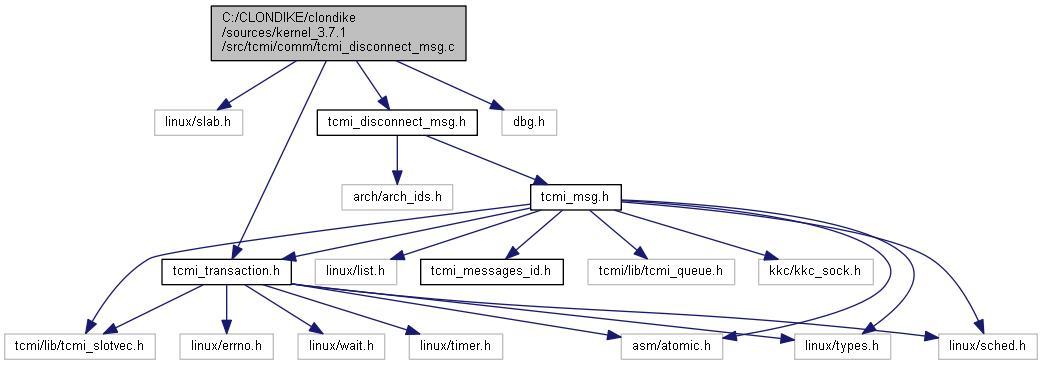 C:/CLONDIKE/clondike
/sources/kernel_3.7.1
/src/tcmi/comm/tcmi_disconnect_msg.c
linux/slab.h
tcmi_disconnect_msg.h
dbg.h
arch/arch_ids.h
tcmi_msg.h
tcmi_transaction.h
linux/list.h
tcmi_messages_id.h
tcmi/lib/tcmi_queue.h
kkc/kkc_sock.h
tcmi/lib/tcmi_slotvec.h
linux/errno.h
linux/wait.h
linux/timer.h
asm/atomic.h
linux/types.h
linux/sched.h